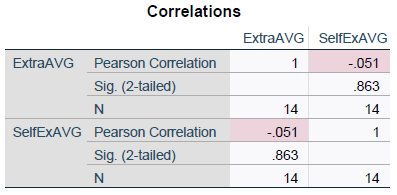 Correlations
ExtraAVG SelfExAVG
ExtraAVG Pearson Correlation 1 -.051
Sig. (2-tailed) .863
N 14 14
SelfExAVG Pearson Correlation -.051 1
Sig. (2-tailed) .863
N 14 14